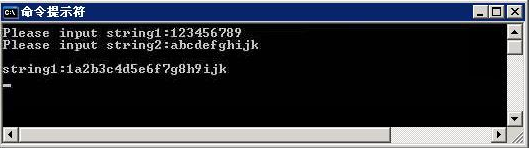 命令提示符
Please input string1:123456789
Please input string2:abcdefghijk
string1:1a2b3c4d5e6f7g8h9ijk